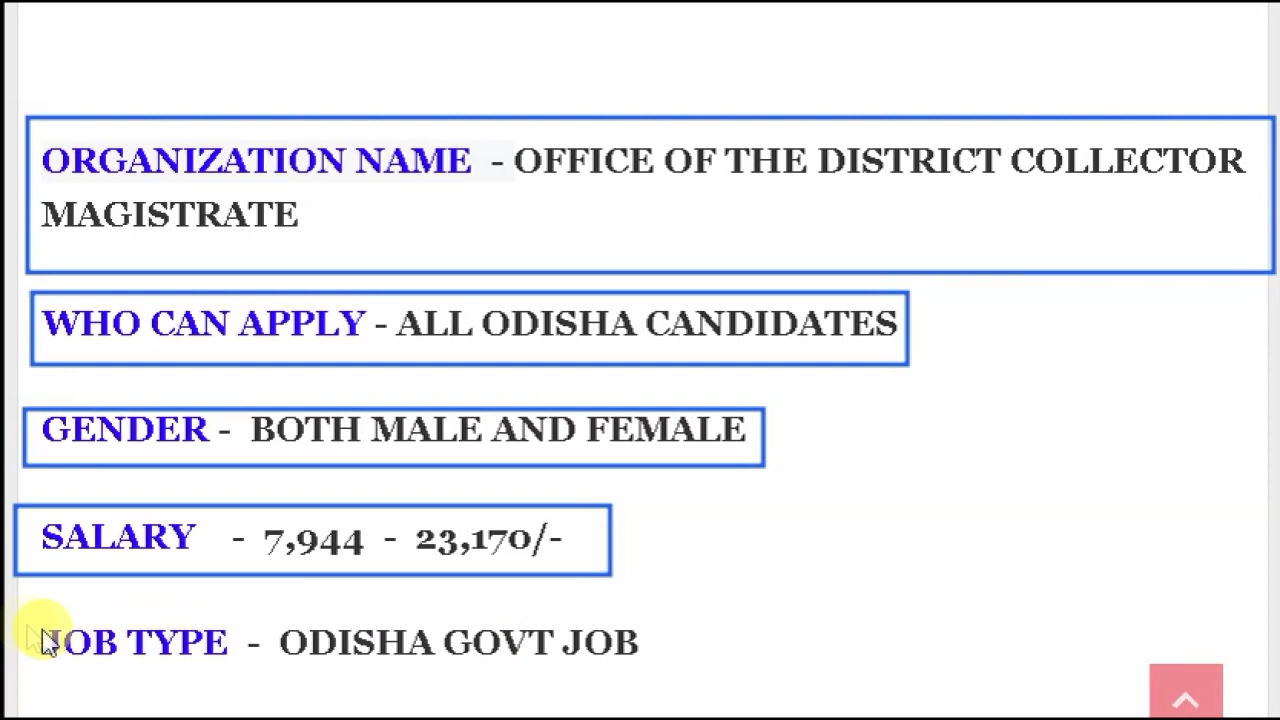 ORGANIZATION NAME - OFFICE OF THE DISTRICT COLLECTOR
MAGISTRATE
WHO CAN APPLY - ALL ODISHA CANDIDATES
GENDER - BOTH MALE AND FEMALE
SALARY - 7,944 - 23,170/-
JOB TYPE - ODISHA GOVT JOB